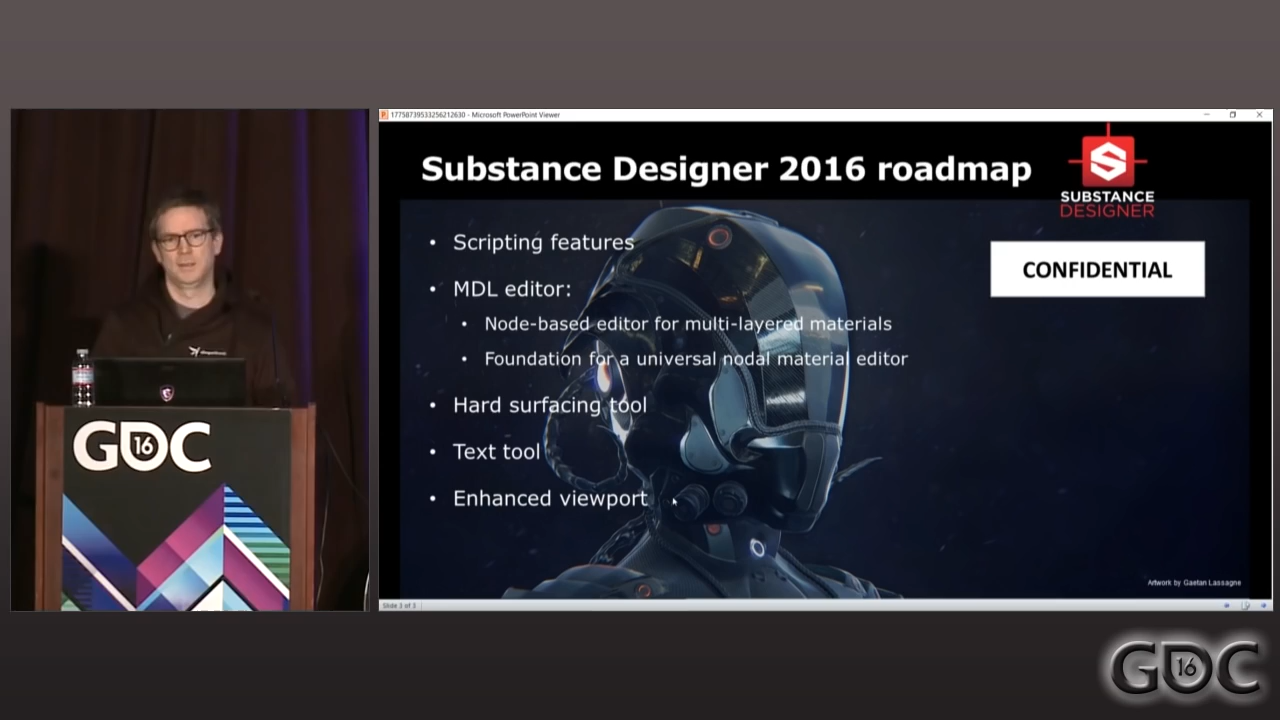 17758739533256212630 - Microsoft PowerPoint Viewer
Substance Designer 2016 roadmap
SUBSTANCE
DESIGNER
CONFIDENTIAL
• Scripting features
• MDL editor:
• Node-based editor for multi-layered materials
• Foundation for a universal nodal material editor
• Hard surfacing tool
• Text tool
• Enhanced viewport
Artwork by Gaetan Lassagne
Slide 3 of 3
GDC
16
GDC
16